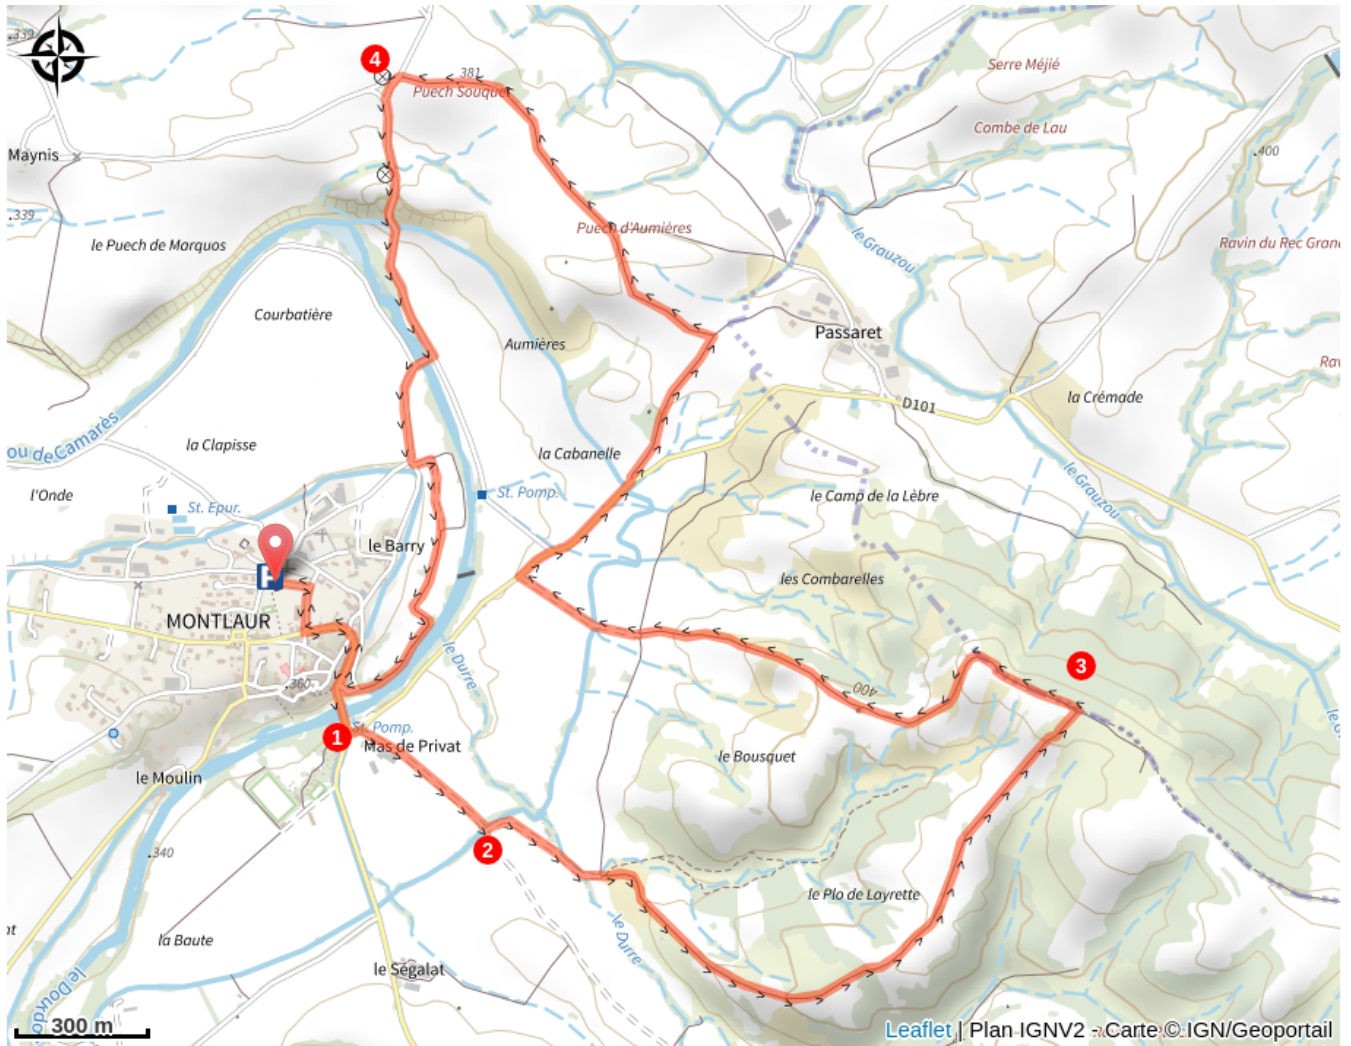 .339
4
.381
Puech Souque
Serre Méjié
Combe de Lau
.400
Maynis
.339
le Puech de Marquos
Puech d'Aumières
le Grauzou
Ravin du Rec Gran
Courbatière
Aumières
Passaret
Ra
la Crémade
D101
ou de Camarès
la Clapisse
la Cabanelle
l'Onde
St. Epur.
St. Pomp.
le Camp de la Lèbre
le Grauzou
le Barry
les Combarelles
P
MONTLAUR
le Durre
3
.360
400
1
St. Pomp.
Mas de Privat
le Bousquet
le Moulin
2
.340
le Plo de Layrette
la Baute
le Durre
le Ségalat
le Dourdou
300 m
Leaflet | Plan IGNV2 - Carte © IGN/Geoportail